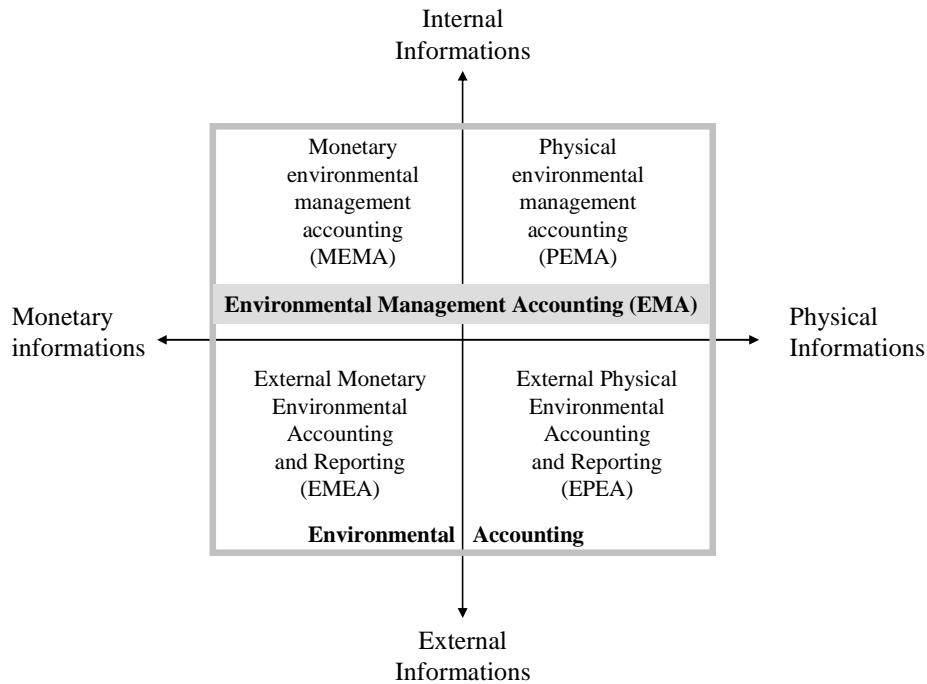 Internal
Informations
Monetary
environmental
management
accounting
(MEMA)
Physical
environmental
management
accounting
(PEMA)
Environmental Management Accounting (EMA)
Monetary
informations
Physical
Informations
External Monetary
Environmental
Accounting
and Reporting
(EMEA)
External Physical
Environmental
Accounting
and Reporting
(EPEA)
Environmental Accounting
External
Informations